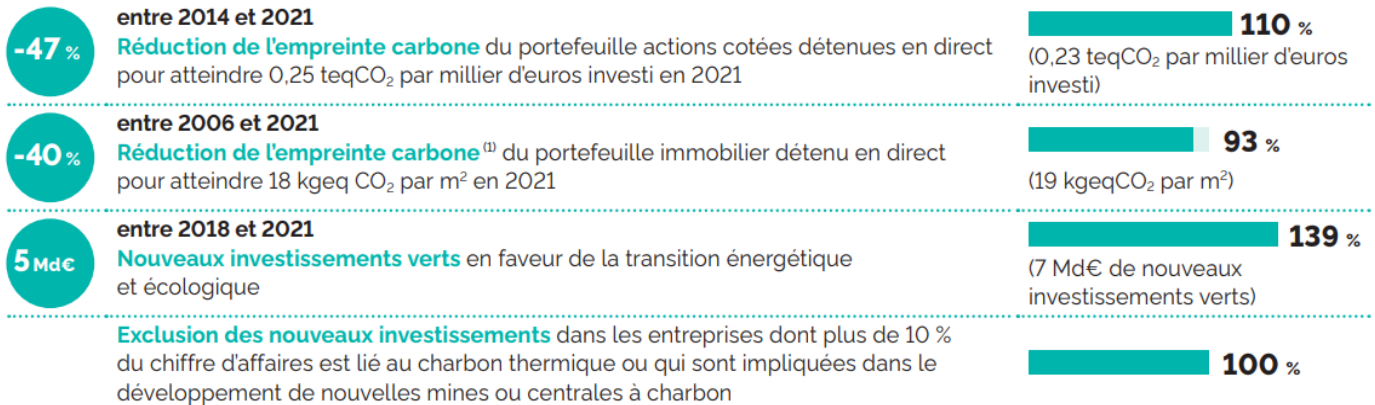 -47 %
entre 2014 et 2021
Réduction de l'empreinte carbone du portefeuille actions cotées détenues en direct
pour atteindre 0,25 teqCO₂ par millier d'euros investi en 2021
110 %
(0,23 teqCO₂ par millier d'euros
investi)
-40 %
entre 2006 et 2021
Réduction de l'empreinte carbone⁽¹⁾ du portefeuille immobilier détenu en direct
pour atteindre 18 kgeq CO₂ par m² en 2021
93 %
(19 kgeqCO₂ par m²)
5 Md€
entre 2018 et 2021
Nouveaux investissements verts en faveur de la transition énergétique
et écologique
139 %
(7 Md€ de nouveaux
investissements verts)
Exclusion des nouveaux investissements dans les entreprises dont plus de 10 %
du chiffre d'affaires est lié au charbon thermique ou qui sont impliquées dans le
développement de nouvelles mines ou centrales à charbon
100 %